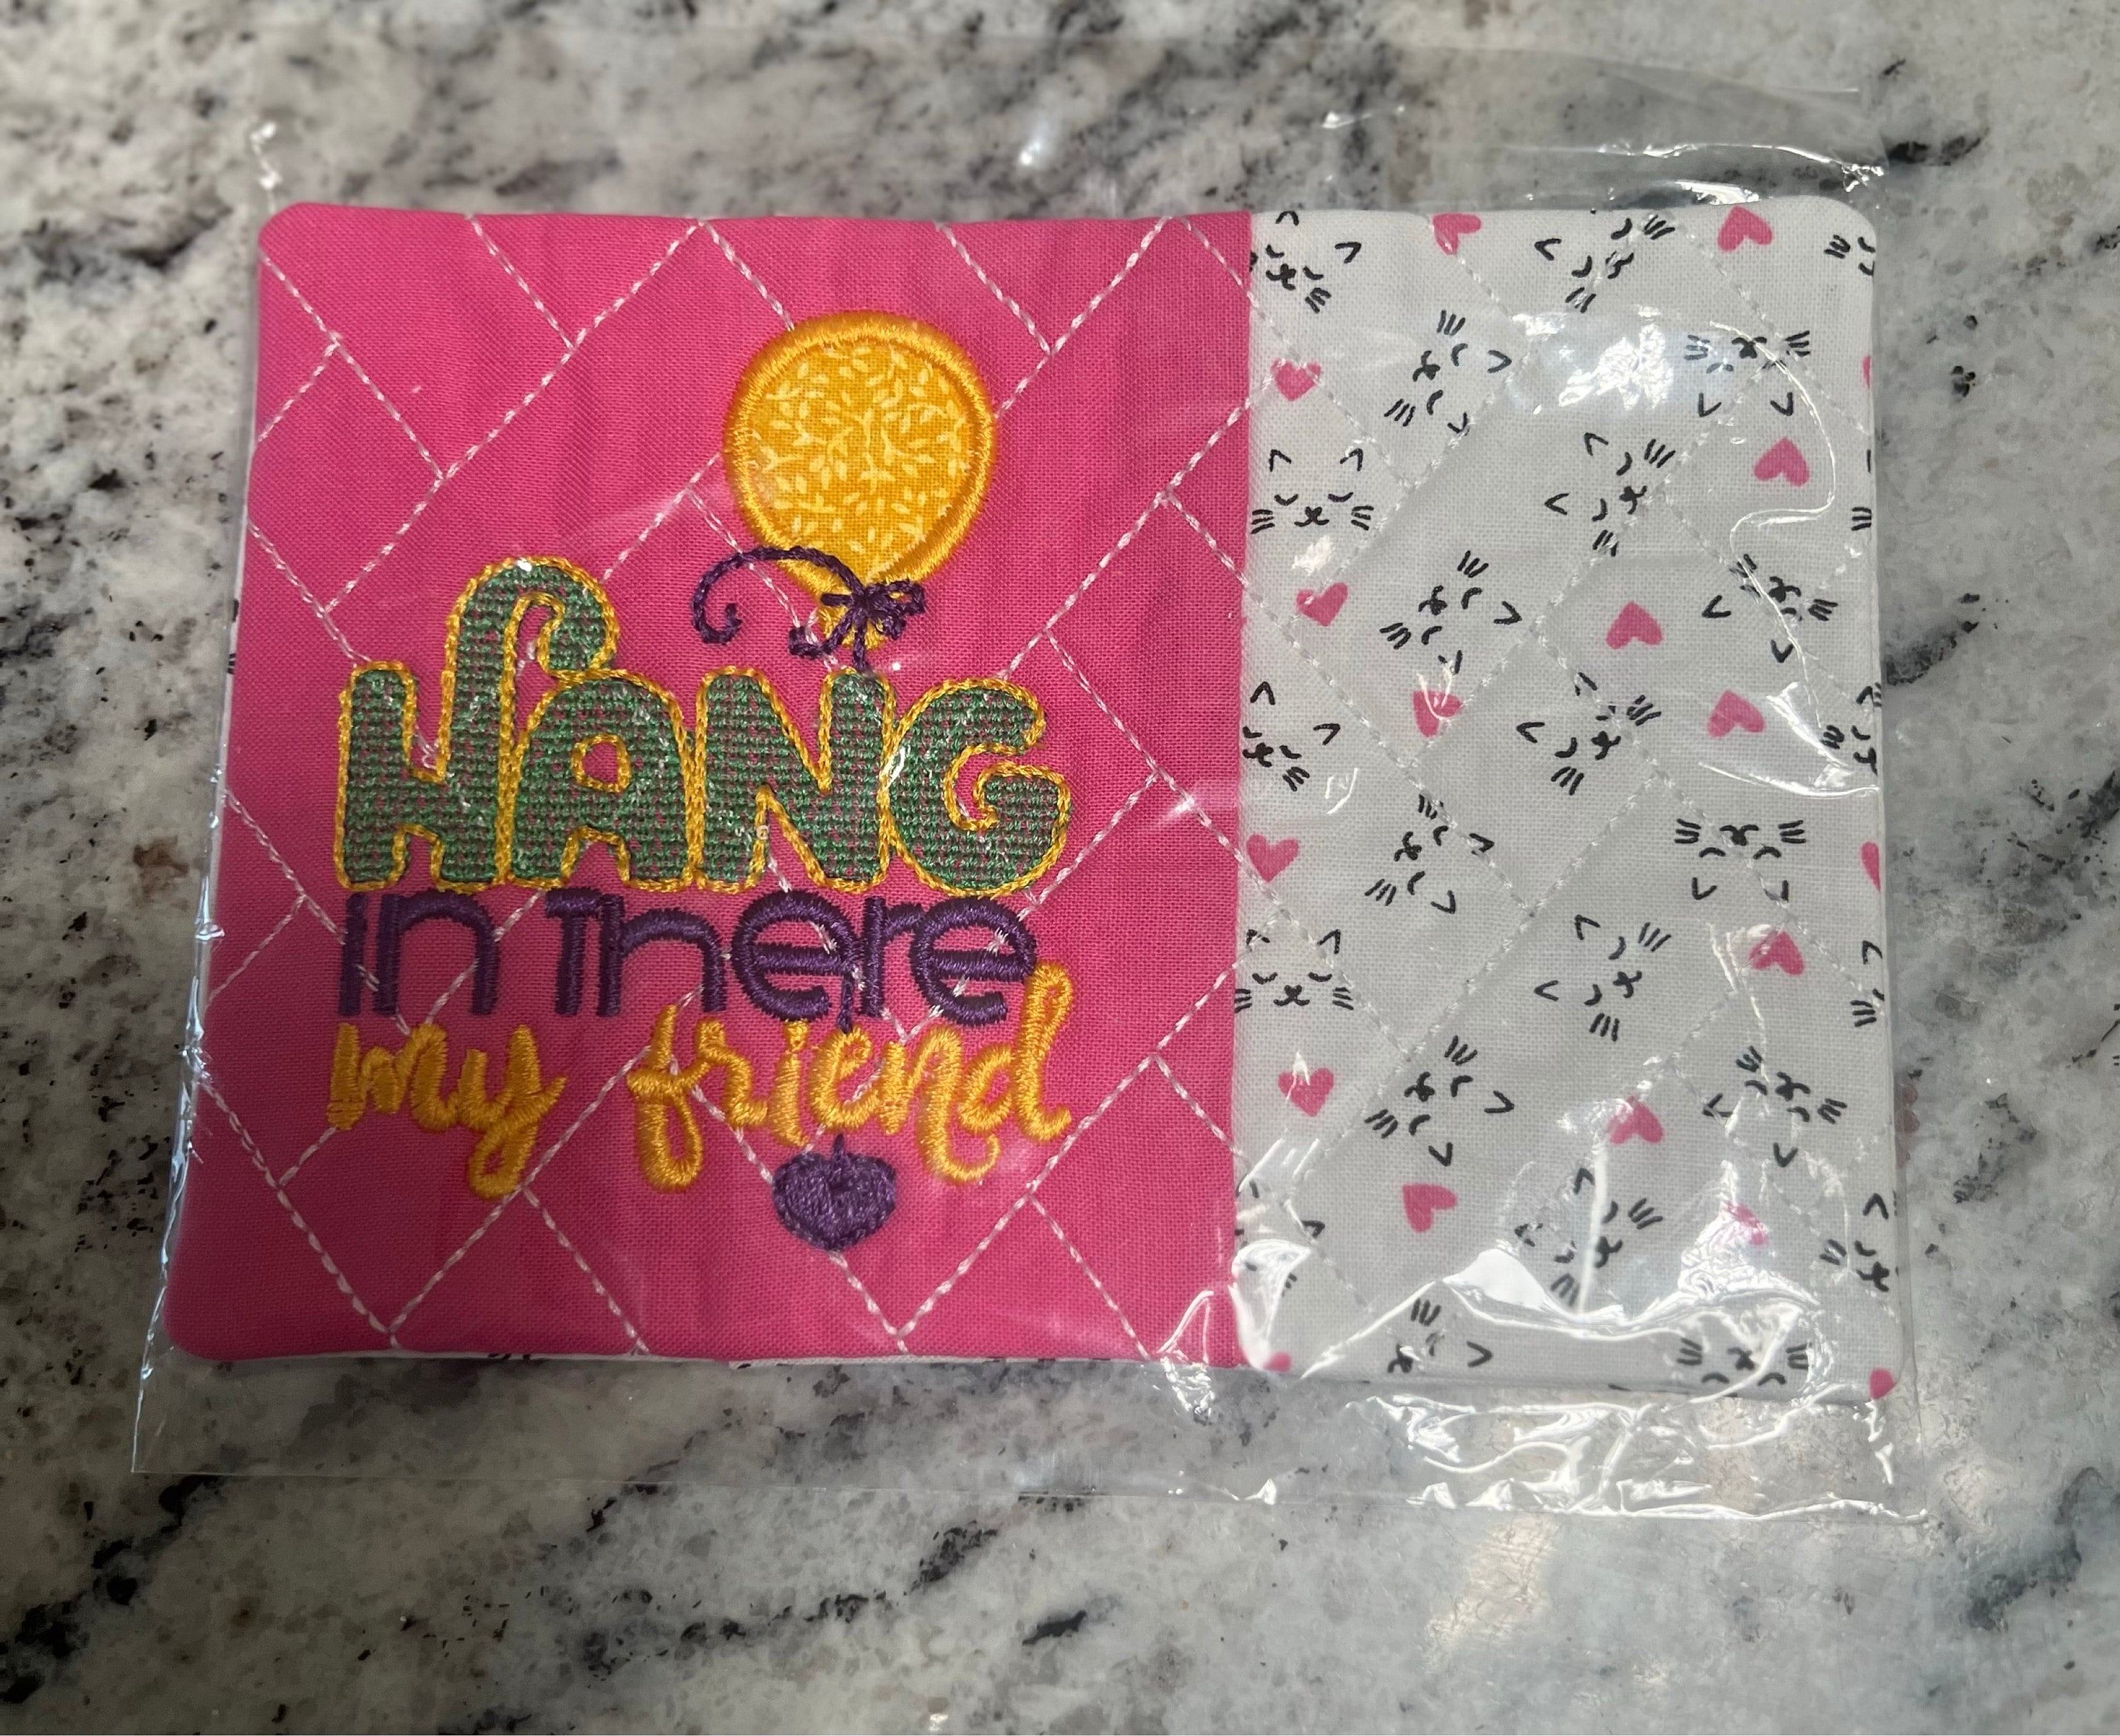 HANG
in There
my friend